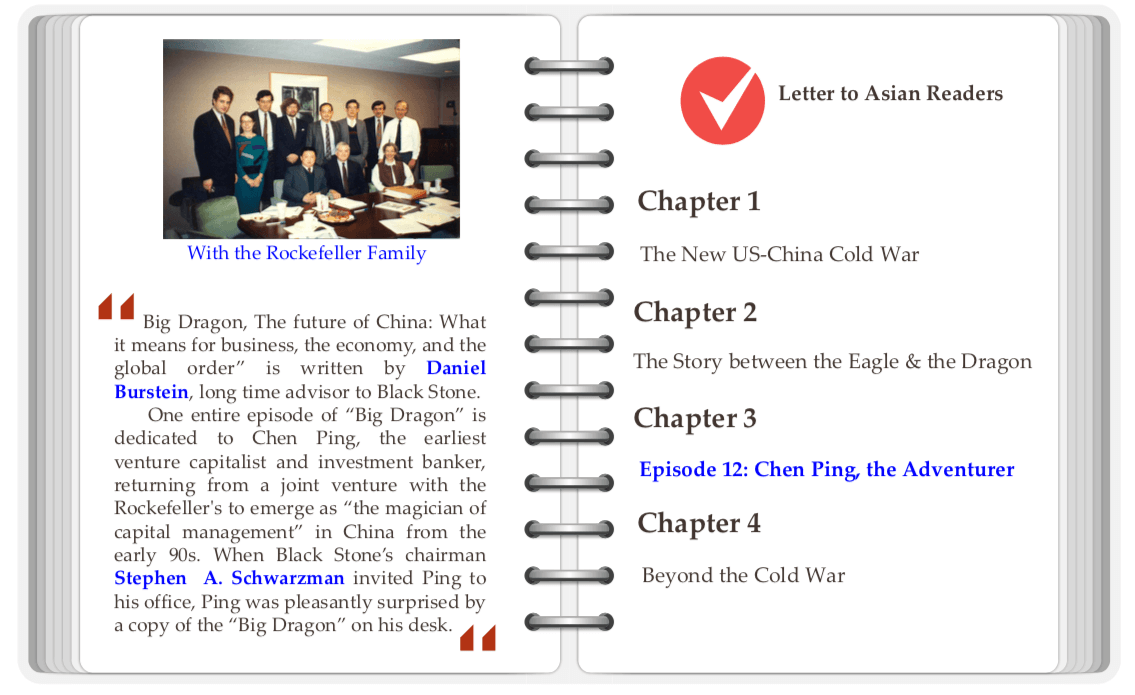 With the Rockefeller Family
Big Dragon, The future of China: What
it means for business, the economy, and the
global order” is written by Daniel
Burstein, long time advisor to Black Stone.
One entire episode of “Big Dragon” is
dedicated to Chen Ping, the earliest
venture capitalist and investment banker,
returning from a joint venture with the
Rockefeller's to emerge as “the magician of
capital management” in China from the
early 90s. When Black Stone’s chairman
Stephen A. Schwarzman invited Ping to
his office, Ping was pleasantly surprised by
a copy of the “Big Dragon” on his desk.
Letter to Asian Readers
Chapter 1
The New US-China Cold War
Chapter 2
The Story between the Eagle & the Dragon
Chapter 3
Episode 12: Chen Ping, the Adventurer
Chapter 4
Beyond the Cold War